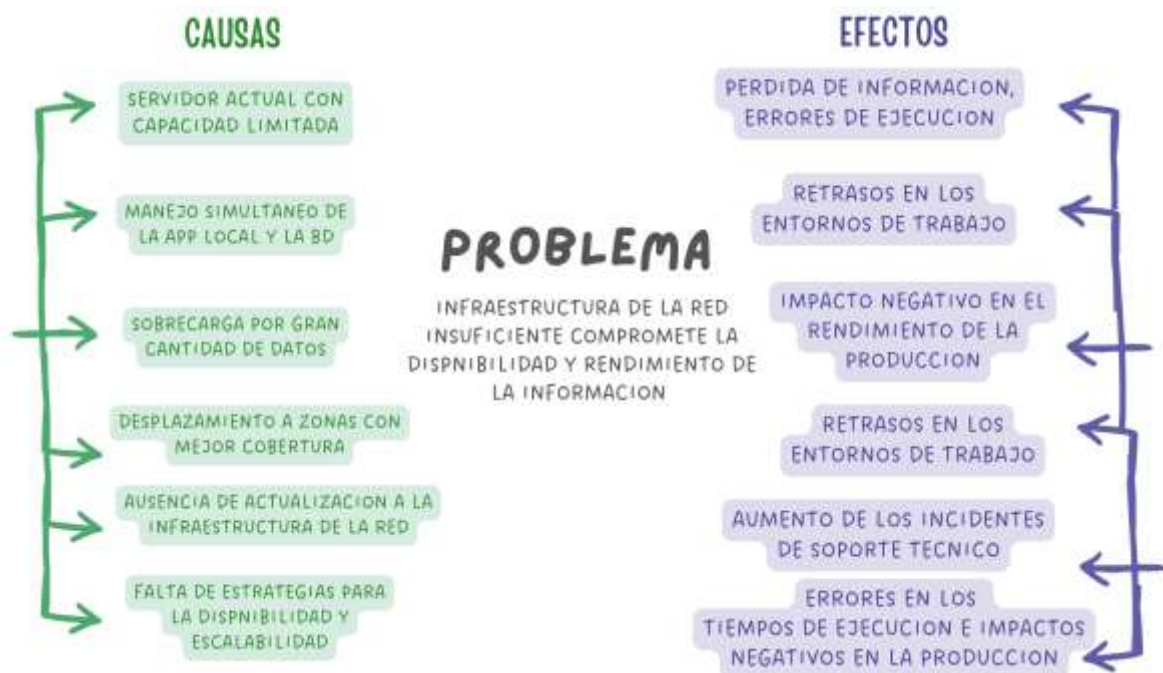 CAUSAS
SERVIDOR ACTUAL CON
CAPACIDAD LIMITADA
MANEJO SIMULTANEO DE
LA APP LOCAL Y LA BD
SOBRECARGA POR GRAN
CANTIDAD DE DATOS
DESPLAZAMIENTO A ZONAS CON
MEJOR COBERTURA
AUSENCIA DE ACTUALIZACION A LA
INFRAESTRUCTURA DE LA RED
FALTA DE ESTRATEGIAS PARA
LA DISPNIBILIDAD Y
ESCALABILIDAD
PROBLEMA
INFRAESTRUCTURA DE LA RED
INSUFICIENTE COMPROMETE LA
DISPNIBILIDAD Y RENDIMIENTO DE
LA INFORMACION
EFECTOS
PERDIDA DE INFORMACION,
ERRORES DE EJECUCION
RETRASOS EN LOS
ENTORNOS DE TRABAJO
IMPACTO NEGATIVO EN EL
RENDIMIENTO DE LA
PRODUCCION
RETRASOS EN LOS
ENTORNOS DE TRABAJO
AUMENTO DE LOS INCIDENTES
DE SOPORTE TECNICO
ERRORES EN LOS
TIEMPOS DE EJECUCION E IMPACTOS
NEGATIVOS EN LA PRODUCCION